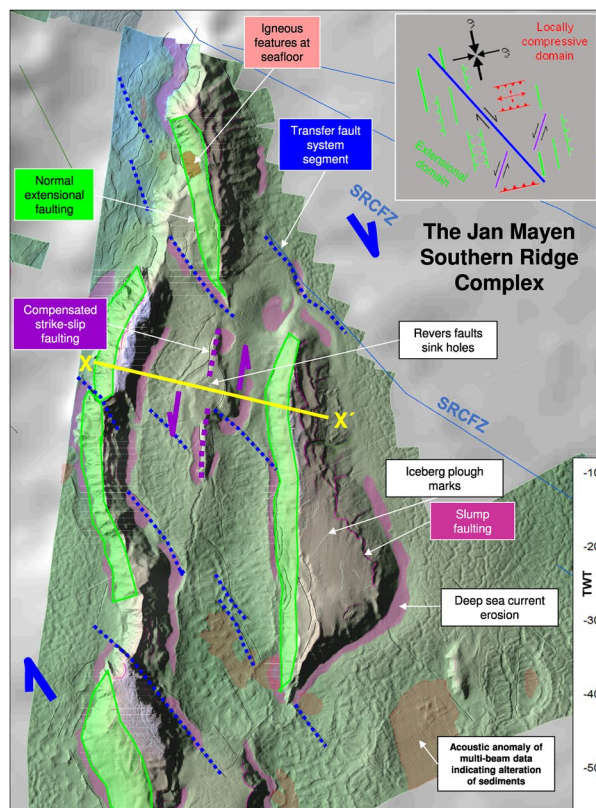 Igneous
features at
seafloor
Transfer fault
system
segment
Normal
extensional
faulting
SRCFZ
σ1
σ3
Locally
compressive
domain
Extensional
domain
The Jan Mayen
Southern Ridge
Complex
Compensated
strike-slip
faulting
Revers faults
sink holes
X
X´
SRCFZ
Iceberg plough
marks
Slump
faulting
Deep sea current
erosion
Acoustic anomaly of
multi-beam data
indicating alteration
of sediments
TWT
-10
-20
-30
-40
-50